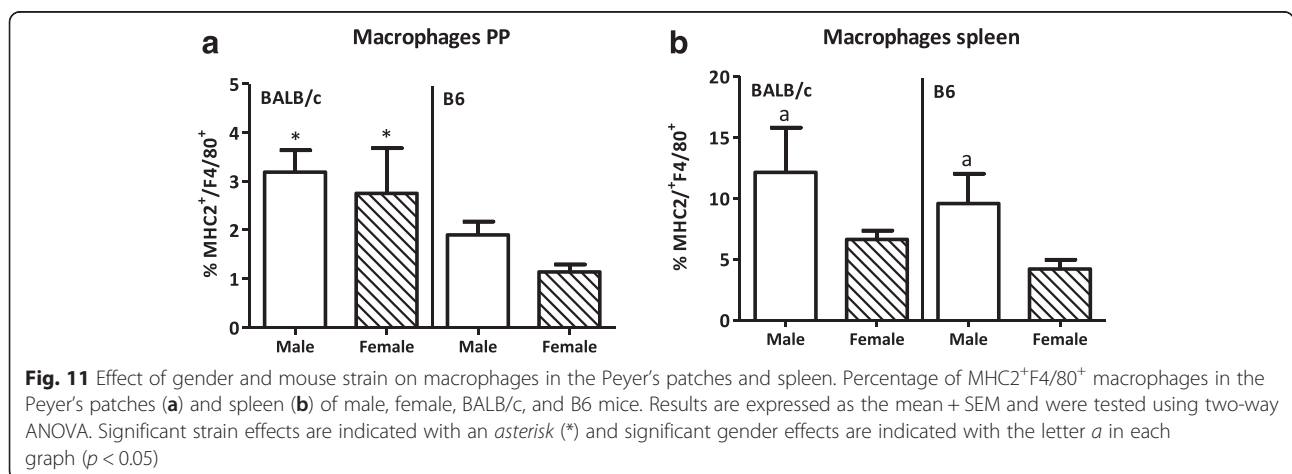 a Macrophages PP
5
4
3
2
1
0
% MHC2⁺/F4/80⁺
BALB/c
B6
*
*
Male Female Male Female
b Macrophages spleen
20
15
10
5
0
% MHC2/⁺F4/80⁺
BALB/c
B6
a
a
Male Female Male Female
Fig. 11 Effect of gender and mouse strain on macrophages in the Peyer's patches and spleen. Percentage of MHC2⁺F4/80⁺ macrophages in the
Peyer's patches (a) and spleen (b) of male, female, BALB/c, and B6 mice. Results are expressed as the mean + SEM and were tested using two-way
ANOVA. Significant strain effects are indicated with an asterisk (*) and significant gender effects are indicated with the letter a in each
graph (p < 0.05)